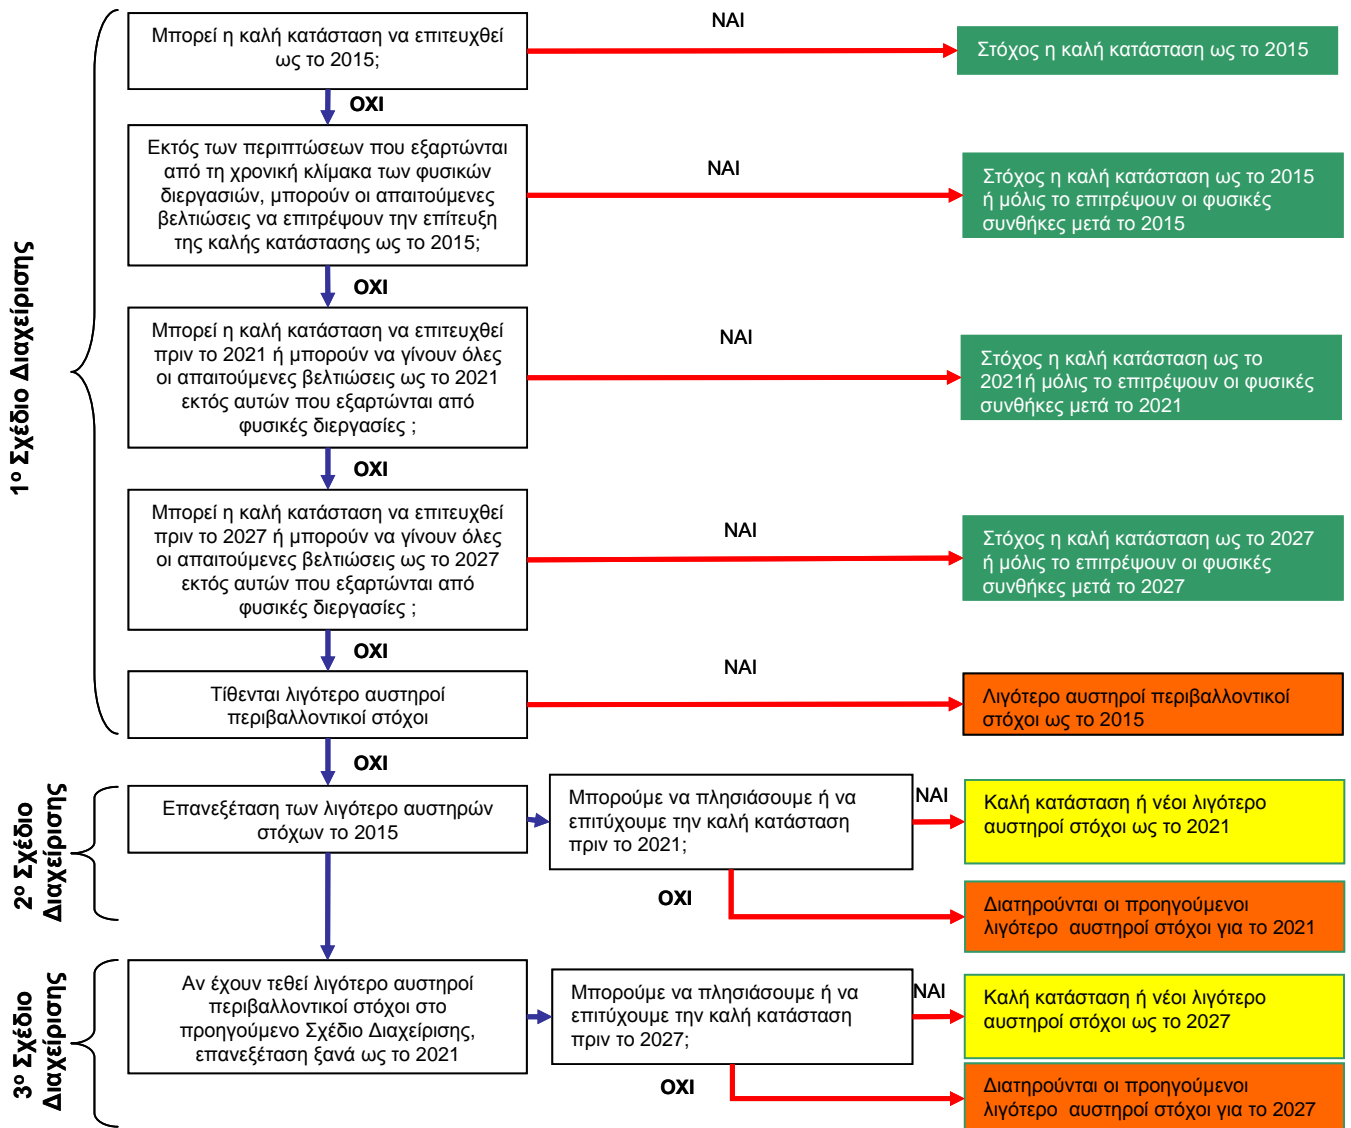 1º Σχέδιο Διαχείρισης
Μπορεί η καλή κατάσταση να επιτευχθεί
ως το 2015;
ΝΑΙ
Στόχος η καλή κατάσταση ως το 2015
ΟΧΙ
Εκτός των περιπτώσεων που εξαρτώνται
από τη χρονική κλίμακα των φυσικών
διεργασιών, μπορούν οι απαιτούμενες
βελτιώσεις να επιτρέψουν την επίτευξη
της καλής κατάστασης ως το 2015;
ΝΑΙ
Στόχος η καλή κατάσταση ως το 2015
ή μόλις το επιτρέψουν οι φυσικές
συνθήκες μετά το 2015
ΟΧΙ
Μπορεί η καλή κατάσταση να επιτευχθεί
πριν το 2021 ή μπορούν να γίνουν όλες
οι απαιτούμενες βελτιώσεις ως το 2021
εκτός αυτών που εξαρτώνται από
φυσικές διεργασίες ;
ΝΑΙ
Στόχος η καλή κατάσταση ως το
2021ή μόλις το επιτρέψουν οι φυσικές
συνθήκες μετά το 2021
ΟΧΙ
Μπορεί η καλή κατάσταση να επιτευχθεί
πριν το 2027 ή μπορούν να γίνουν όλες
οι απαιτούμενες βελτιώσεις ως το 2027
εκτός αυτών που εξαρτώνται από
φυσικές διεργασίες ;
ΝΑΙ
Στόχος η καλή κατάσταση ως το 2027
ή μόλις το επιτρέψουν οι φυσικές
συνθήκες μετά το 2027
ΟΧΙ
Τίθενται λιγότερο αυστηροί
περιβαλλοντικοί στόχοι
ΝΑΙ
Λιγότερο αυστηροί περιβαλλοντικοί
στόχοι ως το 2015
ΟΧΙ
2º Σχέδιο
Διαχείρισης
Επανεξέταση των λιγότερο αυστηρών
στόχων το 2015
Μπορούμε να πλησιάσουμε ή να
επιτύχουμε την καλή κατάσταση
πριν το 2021;
ΝΑΙ
Καλή κατάσταση ή νέοι λιγότερο
αυστηροί στόχοι ως το 2021
ΟΧΙ
Διατηρούνται οι προηγούμενοι
λιγότερο  αυστηροί στόχοι για το 2021
3º Σχέδιο
Διαχείρισης
Αν έχουν τεθεί λιγότερο αυστηροί
περιβαλλοντικοί στόχοι στο
προηγούμενο Σχέδιο Διαχείρισης,
επανεξέταση ξανά ως το 2021
Μπορούμε να πλησιάσουμε ή να
επιτύχουμε την καλή κατάσταση
πριν το 2027;
ΝΑΙ
Καλή κατάσταση ή νέοι λιγότερο
αυστηροί στόχοι ως το 2027
ΟΧΙ
Διατηρούνται οι προηγούμενοι
λιγότερο  αυστηροί στόχοι για το 2027